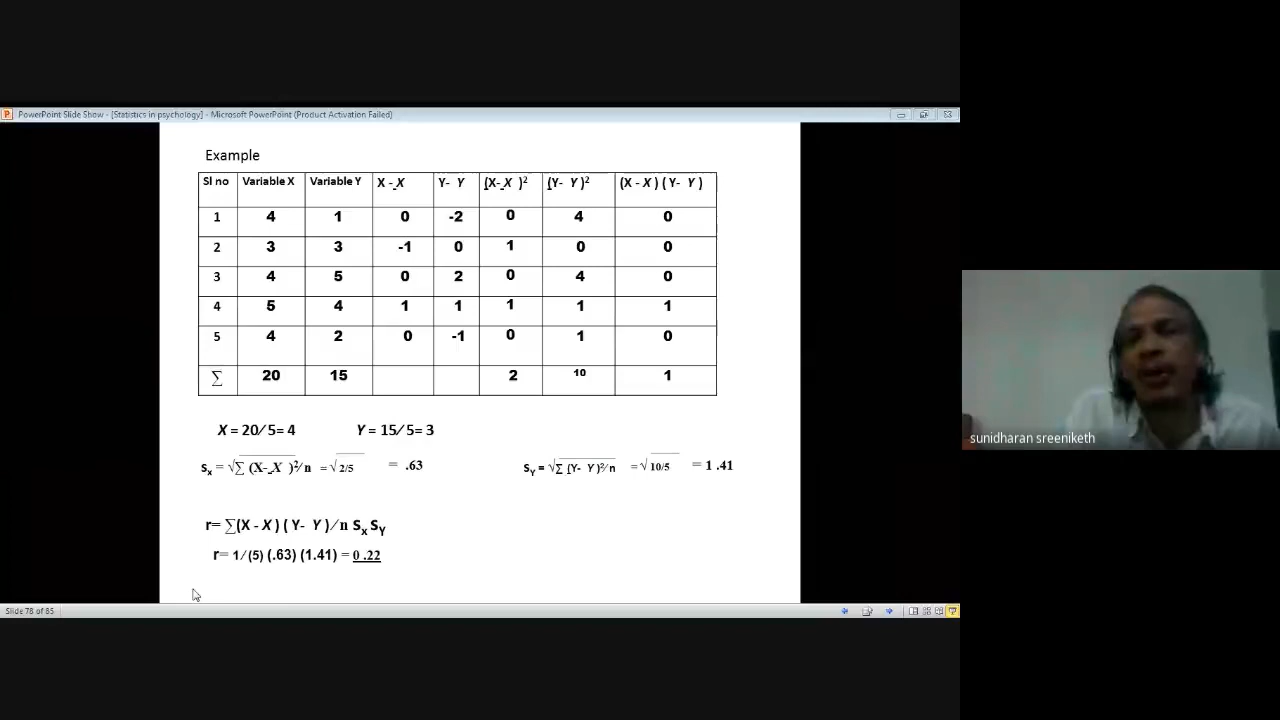 PowerPoint Slide Show - [Statistics in psychology] - Microsoft PowerPoint (Product Activation Failed)
Example
Sl no Variable X Variable Y X - X Y- Y (X- X )² (Y- Y )² (X - X ) ( Y- Y )
1 4 1 0 -2 0 4 0
2 3 3 -1 0 1 0 0
3 4 5 0 2 0 4 0
4 5 4 1 1 1 1 1
5 4 2 0 -1 0 1 0
∑ 20 15 2 10 1
X = 20/5= 4 Y = 15/5= 3
Sx = √∑ (X- X )²/n = √ 2/5 = .63 SY = √∑ (Y- Y )²/n = √ 10/5 = 1 .41
r= ∑(X - X ) ( Y- Y )/n Sx SY
r= 1/(5) (.63) (1.41) = 0 .22
sunidharan sreeniketh
Slide 78 of 85